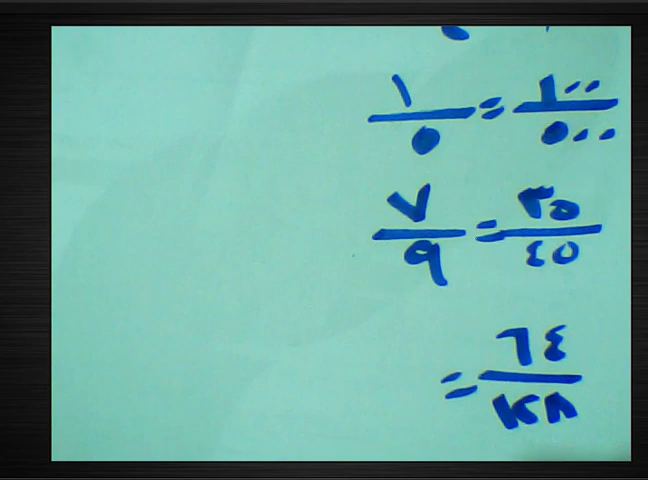 ١٠٠/٥٠٠ = ١/٥
٣٥/٤٥ = ٧/٩
٦٤
=